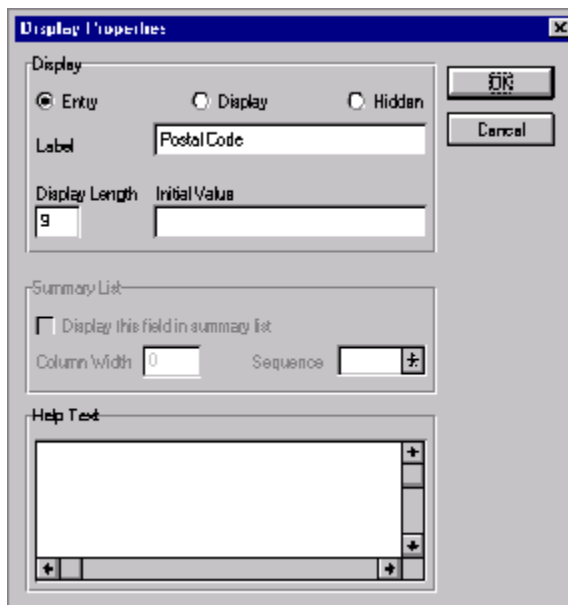 Display Properties
Display
OK
Entry Display Hidden
Cancel
Label Postal Code
Display Length Initial Value
9
Summary List
Display this field in summary list
Column Width 0 Sequence
Help Text